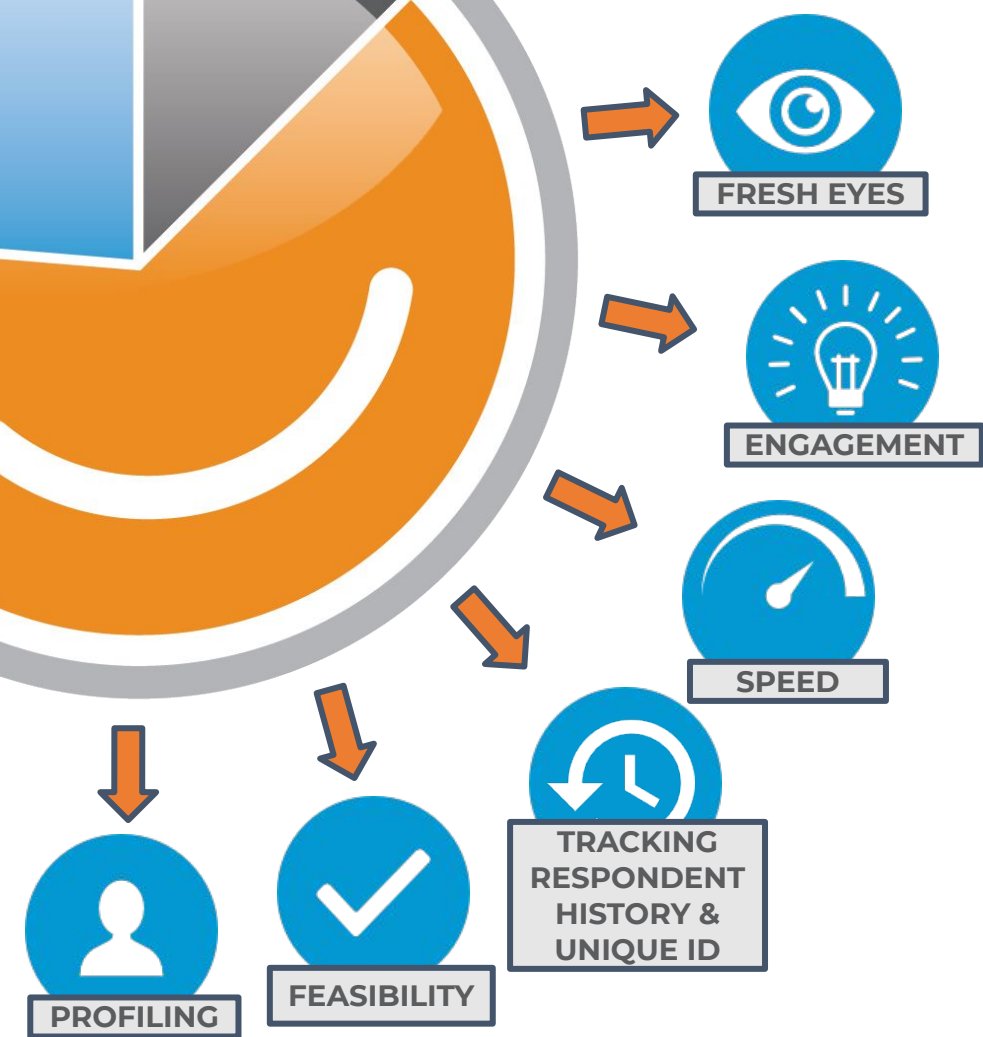 FRESH EYES
ENGAGEMENT
SPEED
TRACKING
RESPONDENT
HISTORY &
UNIQUE ID
FEASIBILITY
PROFILING